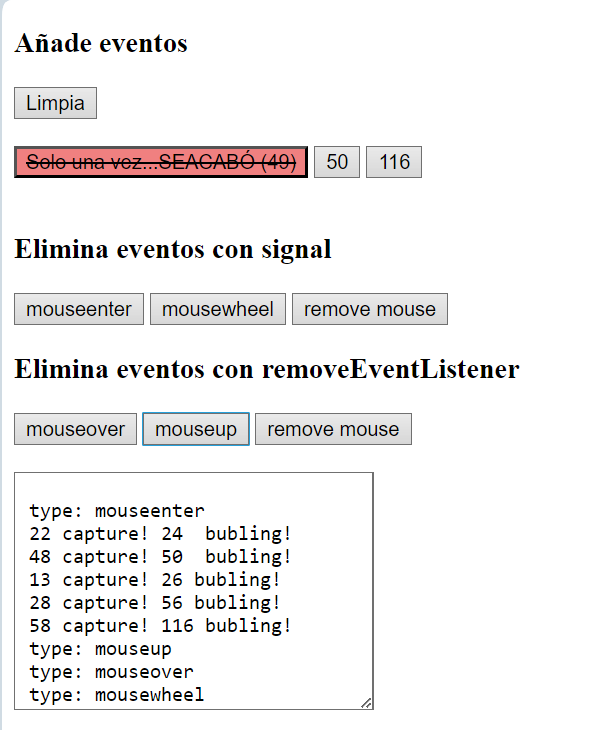 Añade eventos
Limpia
Solo una vez...SEACABÓ (49) 50 116
Elimina eventos con signal
mouseenter mousewheel remove mouse
Elimina eventos con removeEventListener
mouseover mouseup remove mouse
type: mouseenter
22 capture! 24  bubling!
48 capture! 50  bubling!
13 capture! 26 bubling!
28 capture! 56 bubling!
58 capture! 116 bubling!
type: mouseup
type: mouseover
type: mousewheel